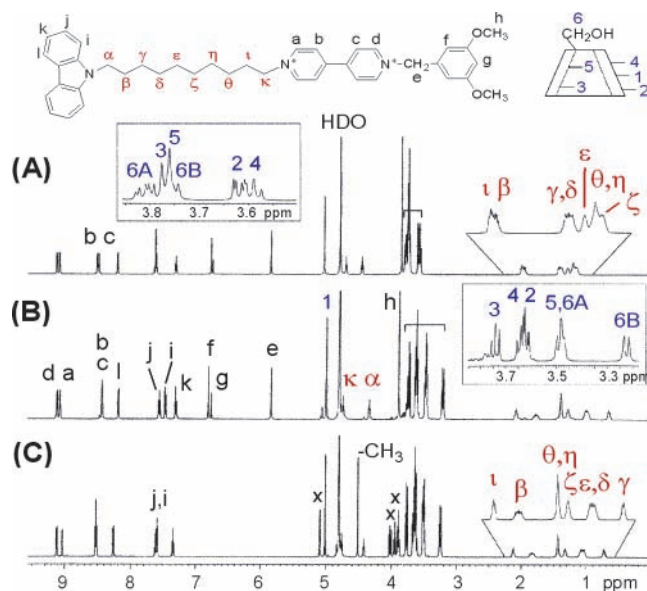 j
k i
l
N
α β γ δ ε ζ η θ ι κ
a b c d
N+ N+
CH2
e f g h
OCH3
OCH3
6
CH2OH
5 4
3 1
2
HDO
(A)
5
3
6A 6B 2 4
3.8 3.7 3.6 ppm
b c
ι β γ,δ ε θ,η ζ
(B)
d a b c l j i k f g e
1
κ α
h
3 4 2 5,6A 6B
3.7 3.5 3.3 ppm
(C)
j,i
x
-CH3
x
ι β θ,η ζ ε,δ γ
9 8 7 6 5 4 3 2 1 ppm